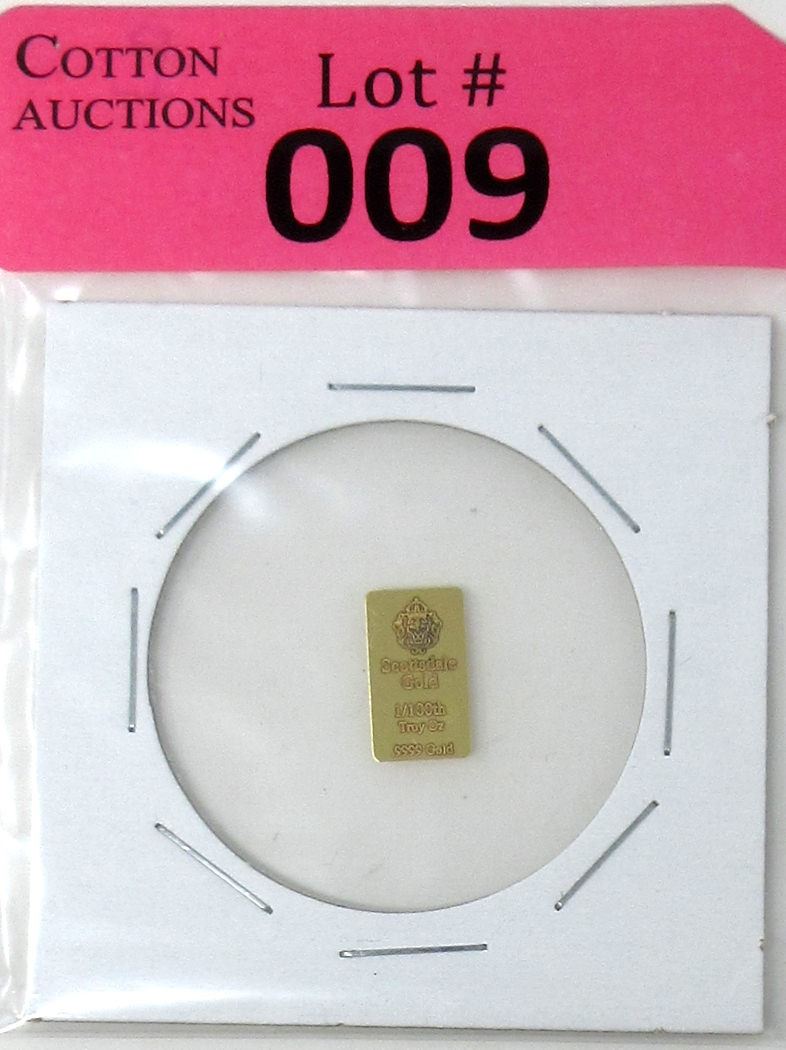 COTTON
AUCTIONS
Lot #
009
Scottsdale
Gold
1/100th
Troy Oz
9999 Gold